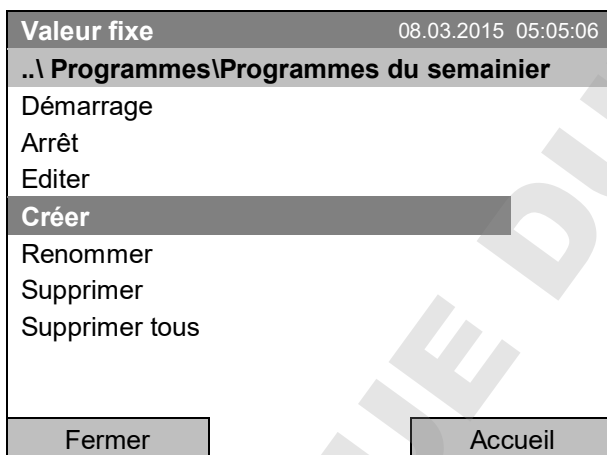 Valeur fixe 08.03.2015 05:05:06
..\ Programmes\Programmes du semainier
Démarrage
Arrêt
Editer
Créer
Renommer
Supprimer
Supprimer tous
Fermer Accueil